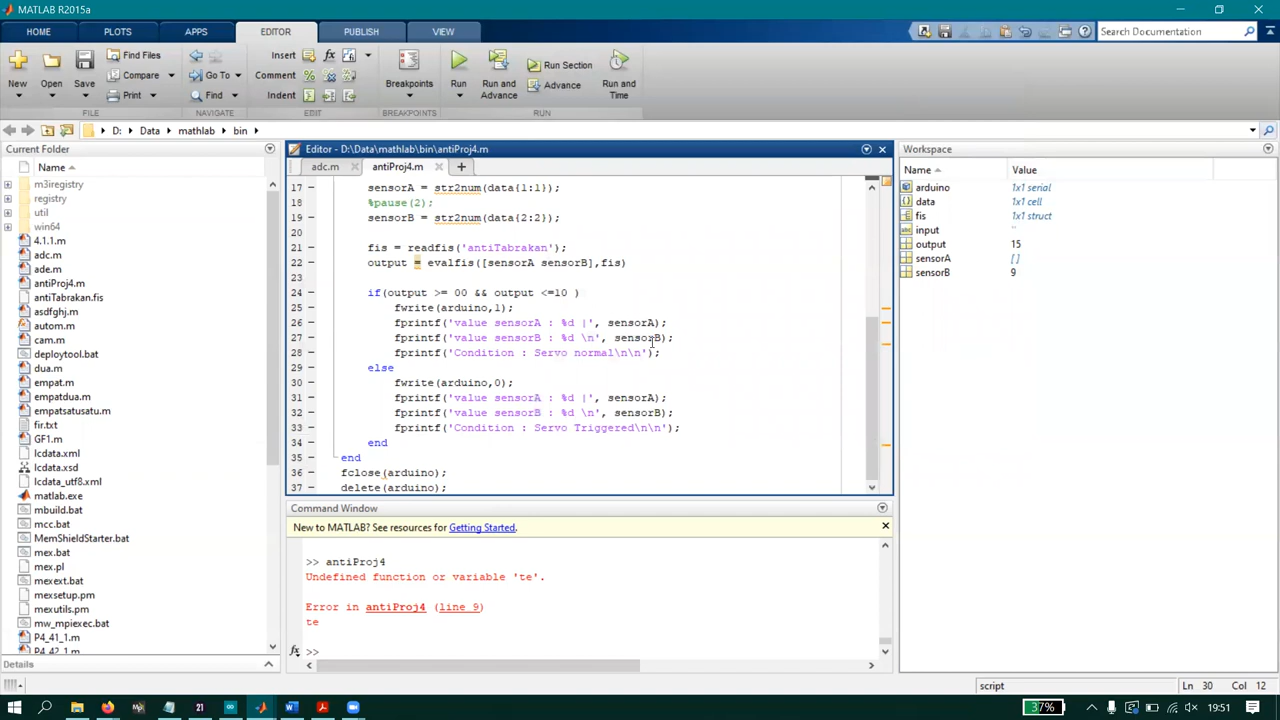 MATLAB R2015a
HOME PLOTS APPS EDITOR PUBLISH VIEW Search Documentation
New Open Save Find Files Compare Print Go To Find Insert fx Comment Indent Breakpoints Run Run and Advance Run Section Advance Run and Time
FILE NAVIGATE EDIT BREAKPOINTS RUN
D: Data mathlab bin
Current Folder
Name
m3iregistry
registry
util
win64
4.1.1.m
adc.m
ade.m
antiProj4.m
antiTabrakan.fis
asdfghj.m
autom.m
cam.m
deploytool.bat
dua.m
empat.m
empatdua.m
empatsatusatu.m
fir.txt
GF1.m
lcdata.xml
lcdata.xsd
lcdata_utf8.xml
matlab.exe
mbuild.bat
mcc.bat
MemShieldStarter.bat
mex.bat
mex.pl
mexext.bat
mexsetup.pm
mexutils.pm
mw_mpiexec.bat
P4_41_1.m
P4_42_1.m
Details
Editor - D:\Data\mathlab\bin\antiProj4.m
adc.m antiProj4.m
17 sensorA = str2num(data{1:1});
18 %pause(2);
19 sensorB = str2num(data{2:2});
20
21 fis = readfis('antiTabrakan');
22 output = evalfis([sensorA sensorB],fis)
23
24 if(output >= 00 && output <=10 )
25 fwrite(arduino,1);
26 fprintf('value sensorA : %d |', sensorA);
27 fprintf('value sensorB : %d \n', sensorB);
28 fprintf('Condition : Servo normal\n\n');
29 else
30 fwrite(arduino,0);
31 fprintf('value sensorA : %d |', sensorA);
32 fprintf('value sensorB : %d \n', sensorB);
33 fprintf('Condition : Servo Triggered\n\n');
34 end
35 end
36 fclose(arduino);
37 delete(arduino);
Command Window
New to MATLAB? See resources for Getting Started.
>> antiProj4
Undefined function or variable 'te'.
Error in antiProj4 (line 9)
te
fx >>
Workspace
Name Value
arduino 1x1 serial
data 1x1 cell
fis 1x1 struct
input ''
output 15
sensorA []
sensorB 9
script Ln 30 Col 12
37% 19:51